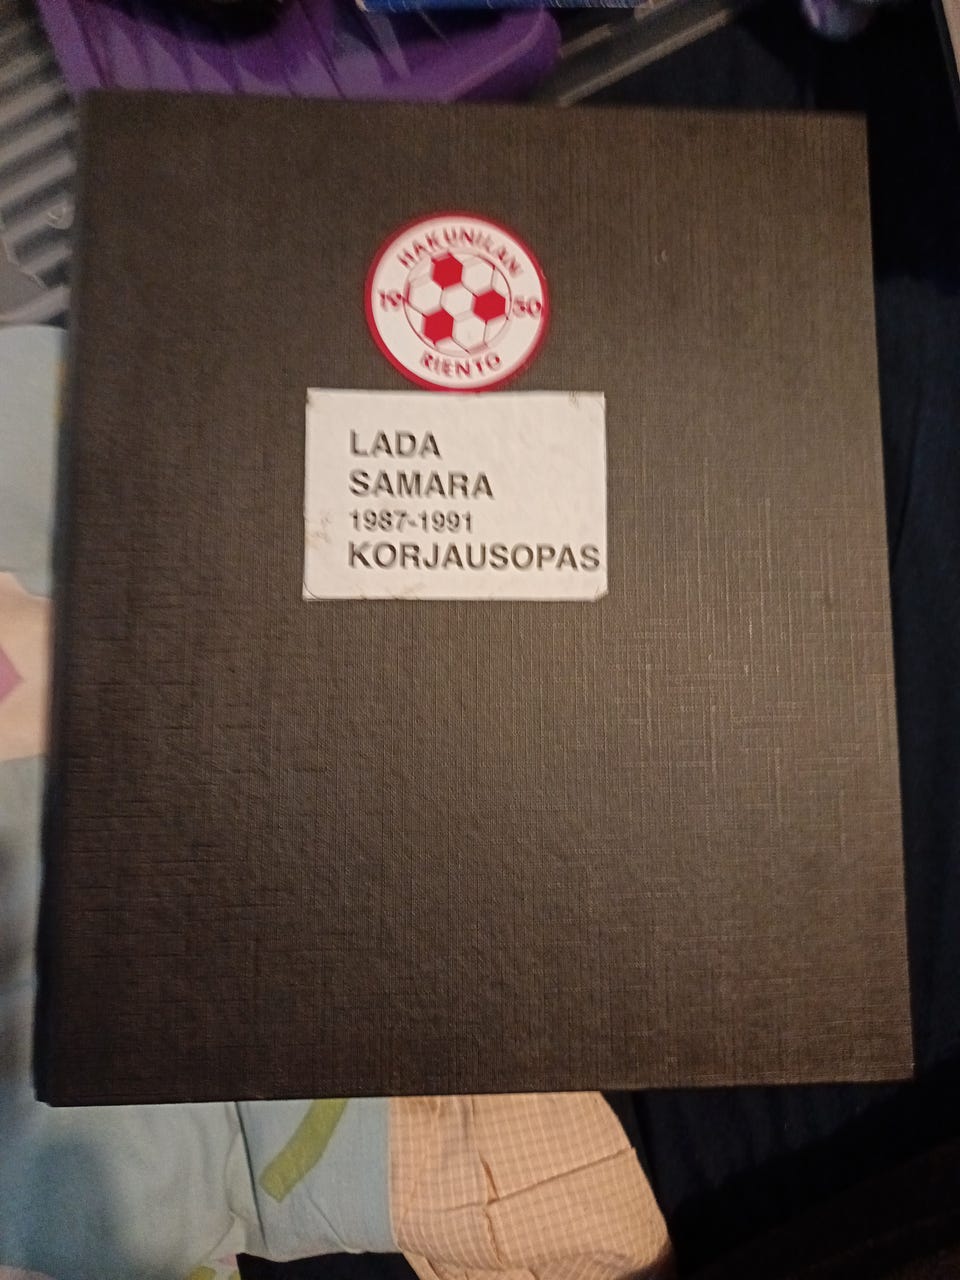 HAKUNILAN
19 50
RIENTO
LADA
SAMARA
1987-1991
KORJAUSOPAS